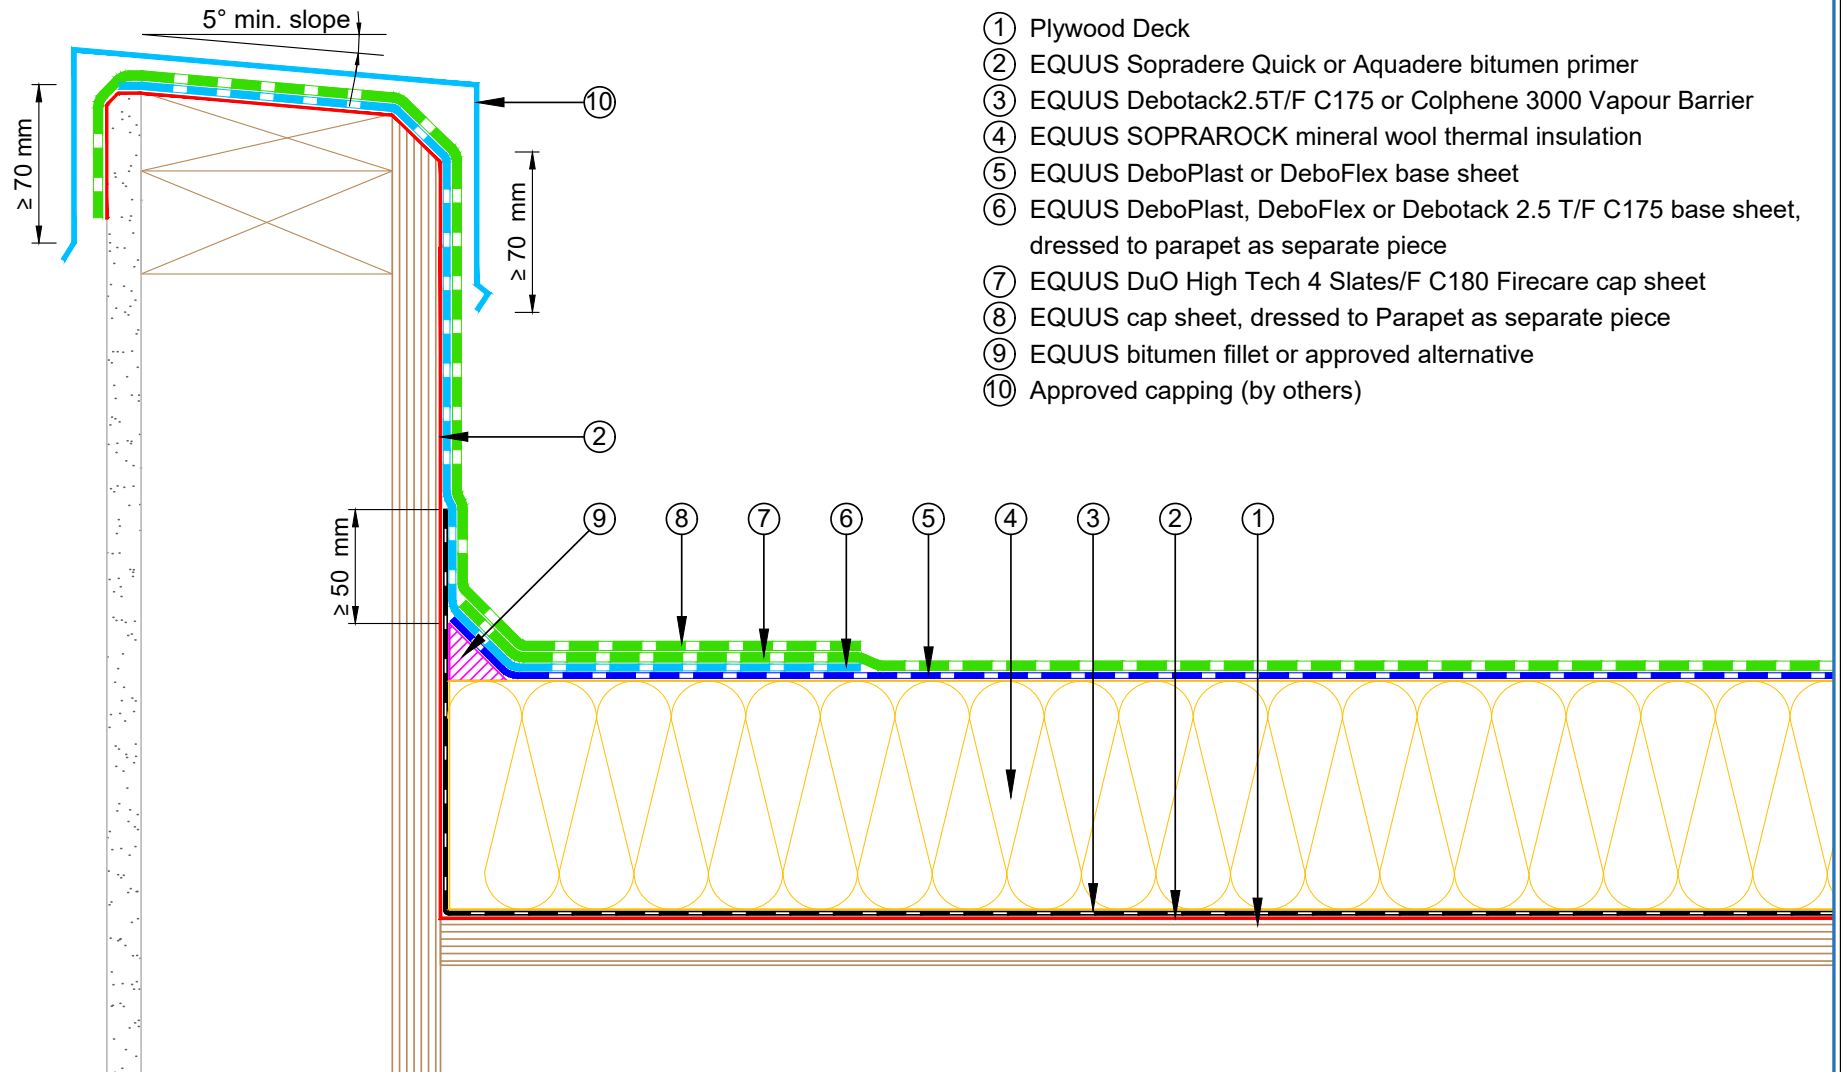 5° min. slope
① Plywood Deck
② EQUUS Sopradere Quick or Aquadere bitumen primer
③ EQUUS Debotack2.5T/F C175 or Colphene 3000 Vapour Barrier
④ EQUUS SOPRAROCK mineral wool thermal insulation
⑤ EQUUS DeboPlast or DeboFlex base sheet
⑥ EQUUS DeboPlast, DeboFlex or Debotack 2.5 T/F C175 base sheet,
dressed to parapet as separate piece
⑦ EQUUS DuO High Tech 4 Slates/F C180 Firecare cap sheet
⑧ EQUUS cap sheet, dressed to Parapet as separate piece
⑨ EQUUS bitumen fillet or approved alternative
⑩ Approved capping (by others)
≥ 70 mm
⑩
≥ 70 mm
②
≥ 50 mm
⑨ ⑧ ⑦ ⑥ ⑤ ④ ③ ② ①